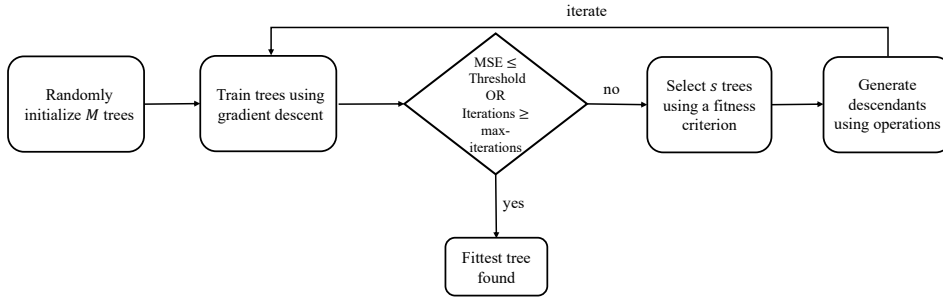 iterate
Randomly
initialize M trees
Train trees using
gradient descent
MSE ≤
Threshold
OR
Iterations ≥
max-
iterations
no
Select s trees
using a fitness
criterion
Generate
descendants
using operations
yes
Fittest tree
found